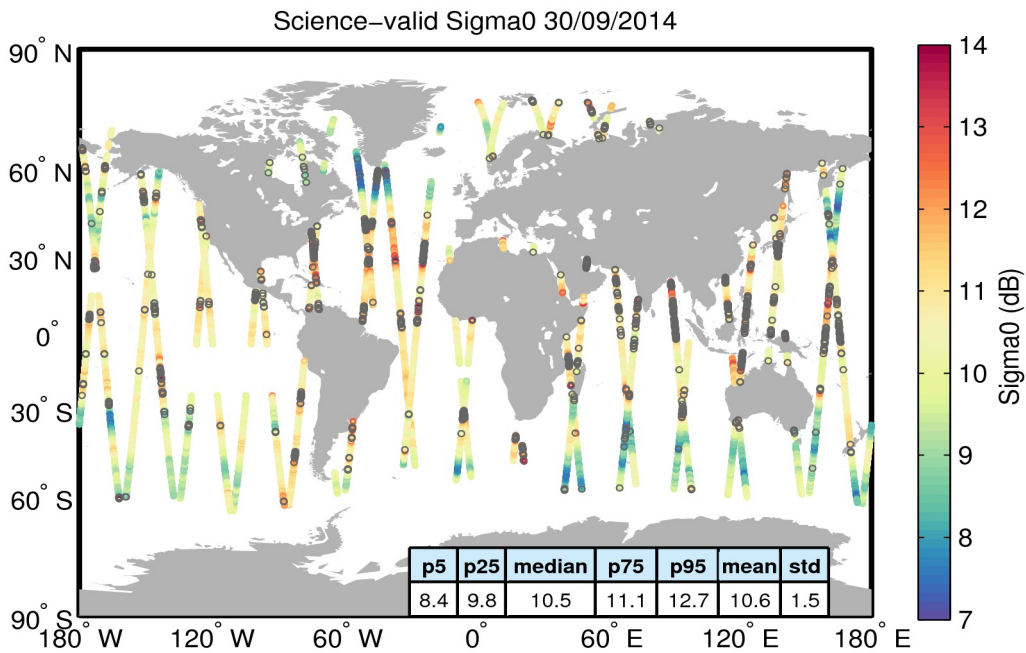 Science−valid Sigma0 30/09/2014
90° N
60° N
30° N
0°
30° S
60° S
90° S
180° W
120° W
60° W
0°
60° E
120° E
180° E
p5 p25 median p75 p95 mean std
8.4 9.8 10.5 11.1 12.7 10.6 1.5
14
13
12
11
10
9
8
7
Sigma0 (dB)